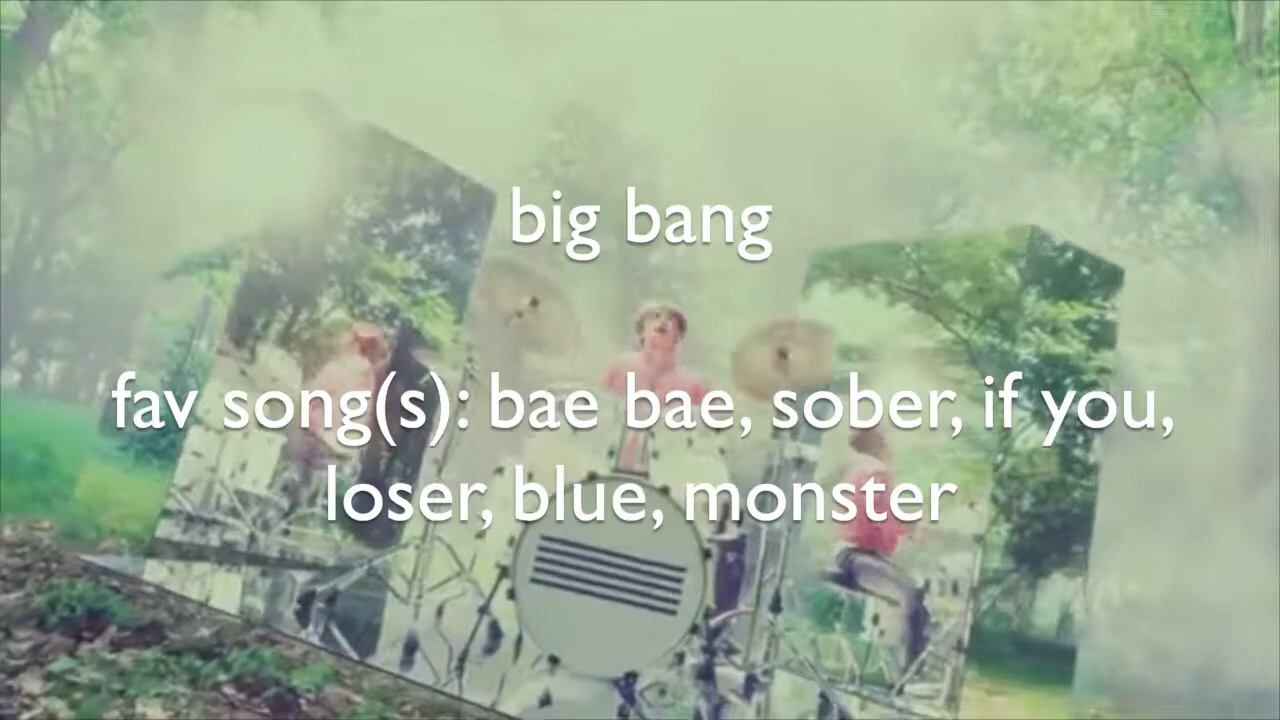 big bang
fav song(s): bae bae, sober, if you,
loser, blue, monster